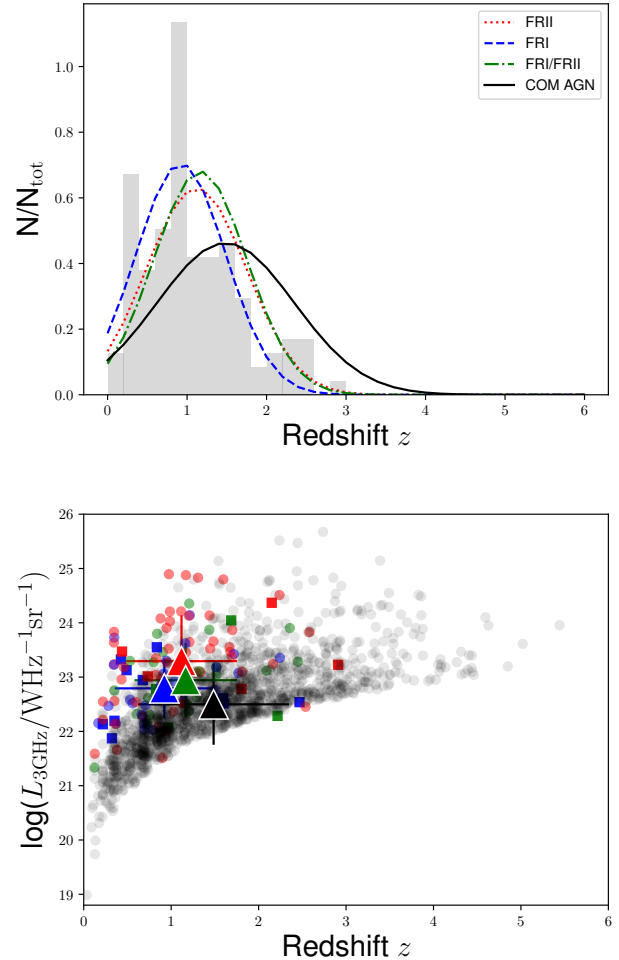 FRII
FRI
FRI/FRII
COM AGN
N/N_tot
1.0
0.8
0.6
0.4
0.2
0.0
0 1 2 3 4 5 6
Redshift z
log(L_3GHz/WHz⁻¹sr⁻¹)
26
25
24
23
22
21
20
19
0 1 2 3 4 5 6
Redshift z